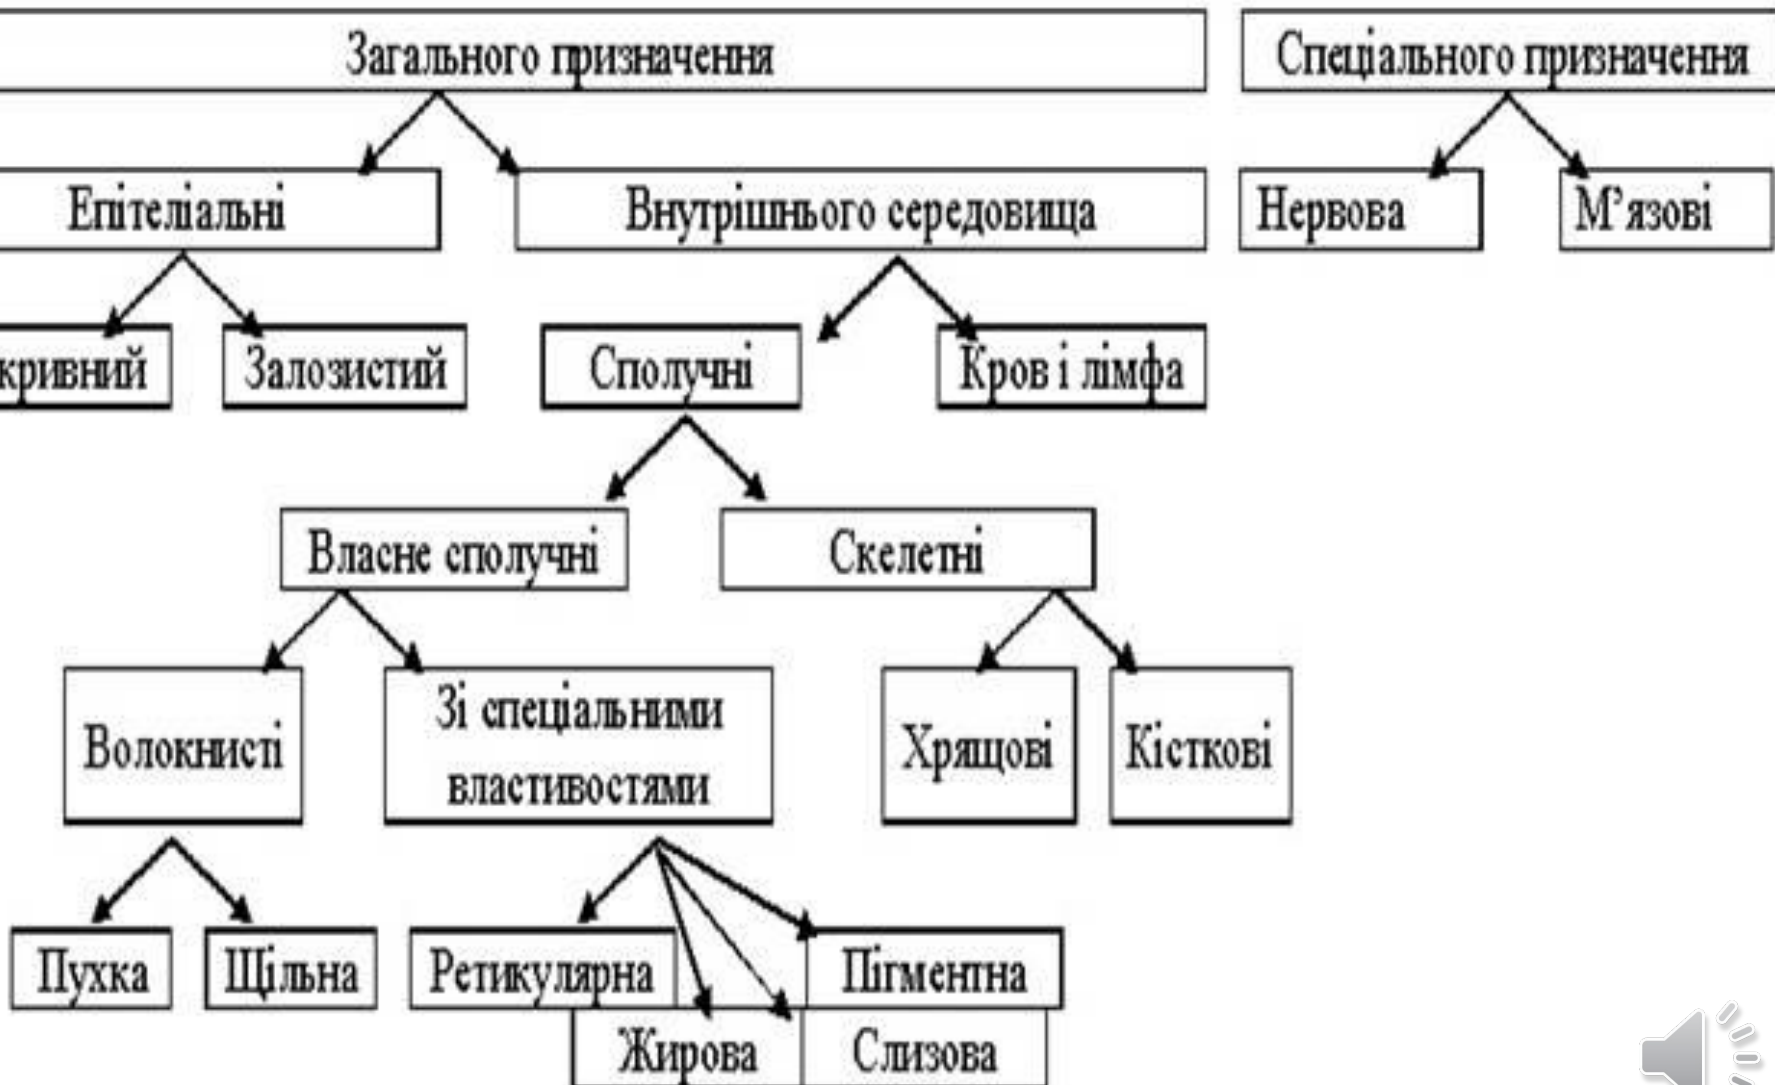 Загального призначення
Спеціального призначення
Епітеліальні
Внутрішнього середовища
Нервова
М’язові
кривний
Залозистий
Сполучні
Кров і лімфа
Власне сполучні
Скелетні
Волокнисті
Зі спеціальними
властивостями
Хрящові
Кісткові
Пухка
Щільна
Ретикулярна
Пігментна
Жирова
Слизова